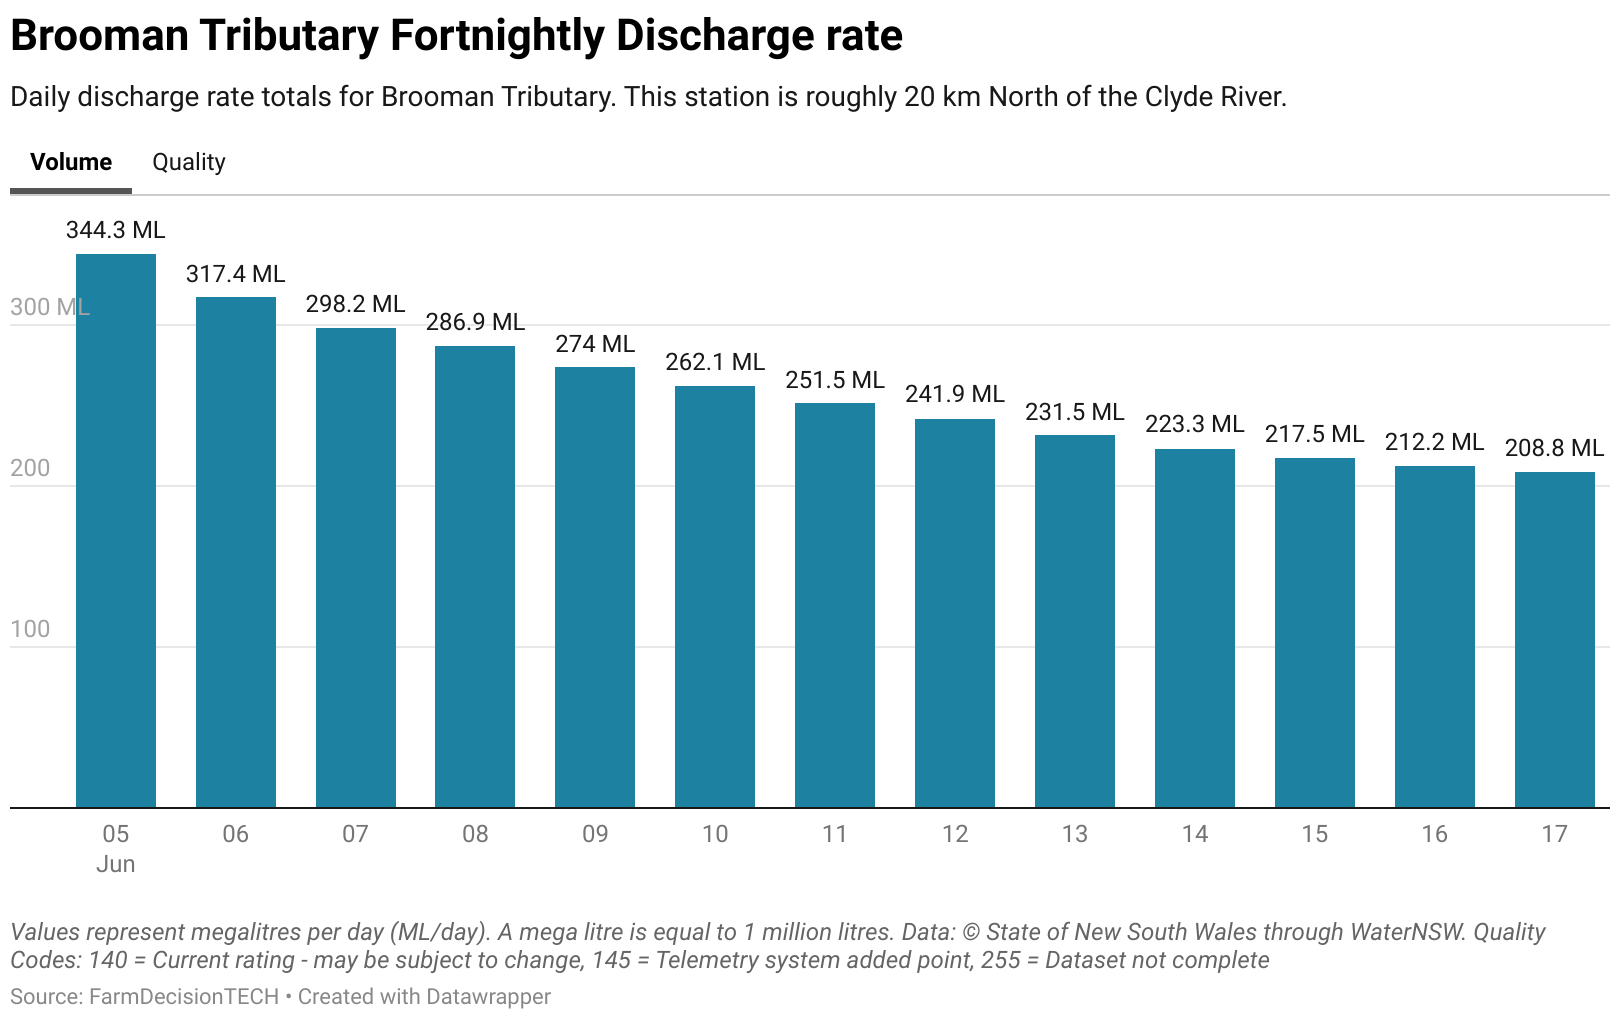 Brooman Tributary Fortnightly Discharge rate
Daily discharge rate totals for Brooman Tributary. This station is roughly 20 km North of the Clyde River.
Volume Quality
344.3 ML
317.4 ML
298.2 ML
286.9 ML
274 ML
262.1 ML
251.5 ML
241.9 ML
231.5 ML
223.3 ML
217.5 ML
212.2 ML
208.8 ML
300 ML
200
100
05 06 07 08 09 10 11 12 13 14 15 16 17
Jun
Values represent megalitres per day (ML/day). A mega litre is equal to 1 million litres. Data: © State of New South Wales through WaterNSW. Quality
Codes: 140 = Current rating - may be subject to change, 145 = Telemetry system added point, 255 = Dataset not complete
Source: FarmDecisionTECH • Created with Datawrapper